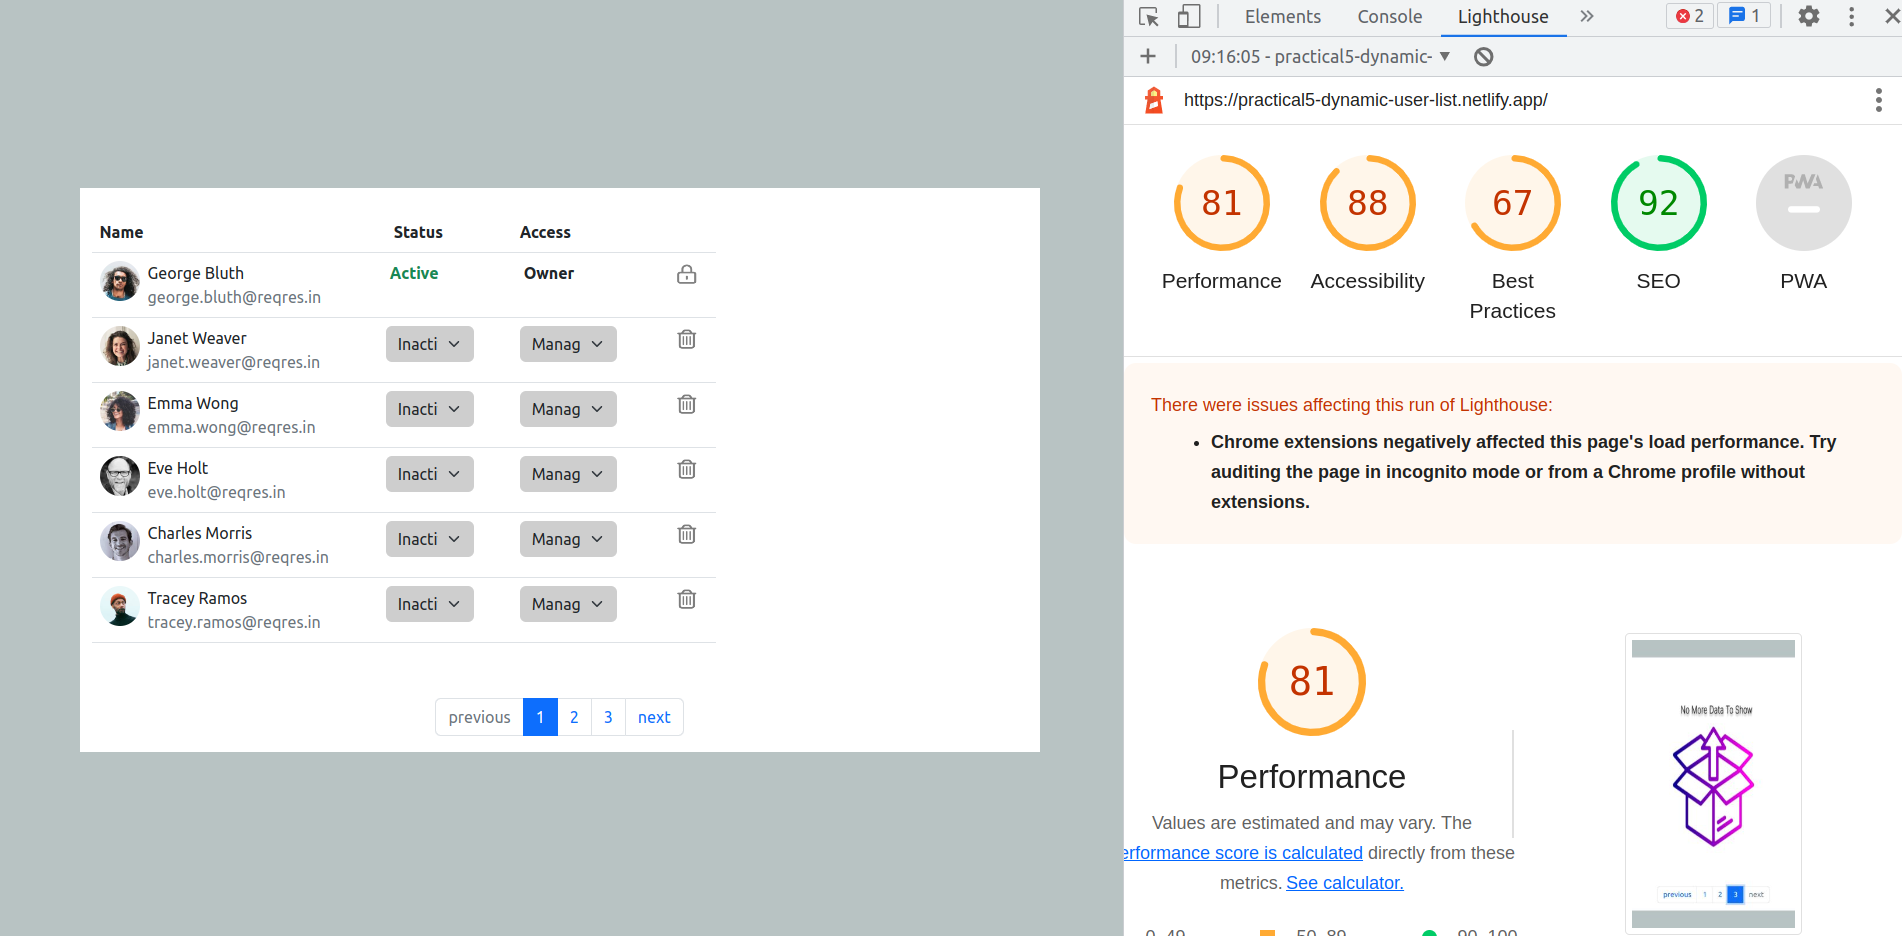 Name Status Access
George Bluth Active Owner
george.bluth@reqres.in
Janet Weaver Inacti Manag
janet.weaver@reqres.in
Emma Wong Inacti Manag
emma.wong@reqres.in
Eve Holt Inacti Manag
eve.holt@reqres.in
Charles Morris Inacti Manag
charles.morris@reqres.in
Tracey Ramos Inacti Manag
tracey.ramos@reqres.in
previous 1 2 3 next
Elements Console Lighthouse 2 1
09:16:05 - practical5-dynamic-
https://practical5-dynamic-user-list.netlify.app/
81 88 67 92 PWA
Performance Accessibility Best Practices SEO PWA
There were issues affecting this run of Lighthouse:
• Chrome extensions negatively affected this page's load performance. Try
auditing the page in incognito mode or from a Chrome profile without
extensions.
81
Performance
Values are estimated and may vary. The
erformance score is calculated directly from these
metrics. See calculator.
0–49 50–89 90–100
No More Data To Show
previous 1 2 3 next